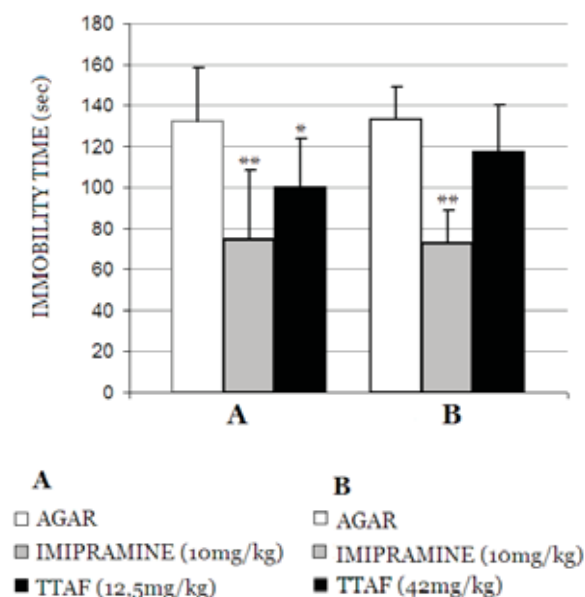 IMMOBILITY TIME (sec)
180
160
140
120
100
80
60
40
20
0
**
*
**
A
B
A
AGAR
IMIPRAMINE (10mg/kg)
TTAF (12,5mg/kg)
B
AGAR
IMIPRAMINE (10mg/kg)
TTAF (42mg/kg)